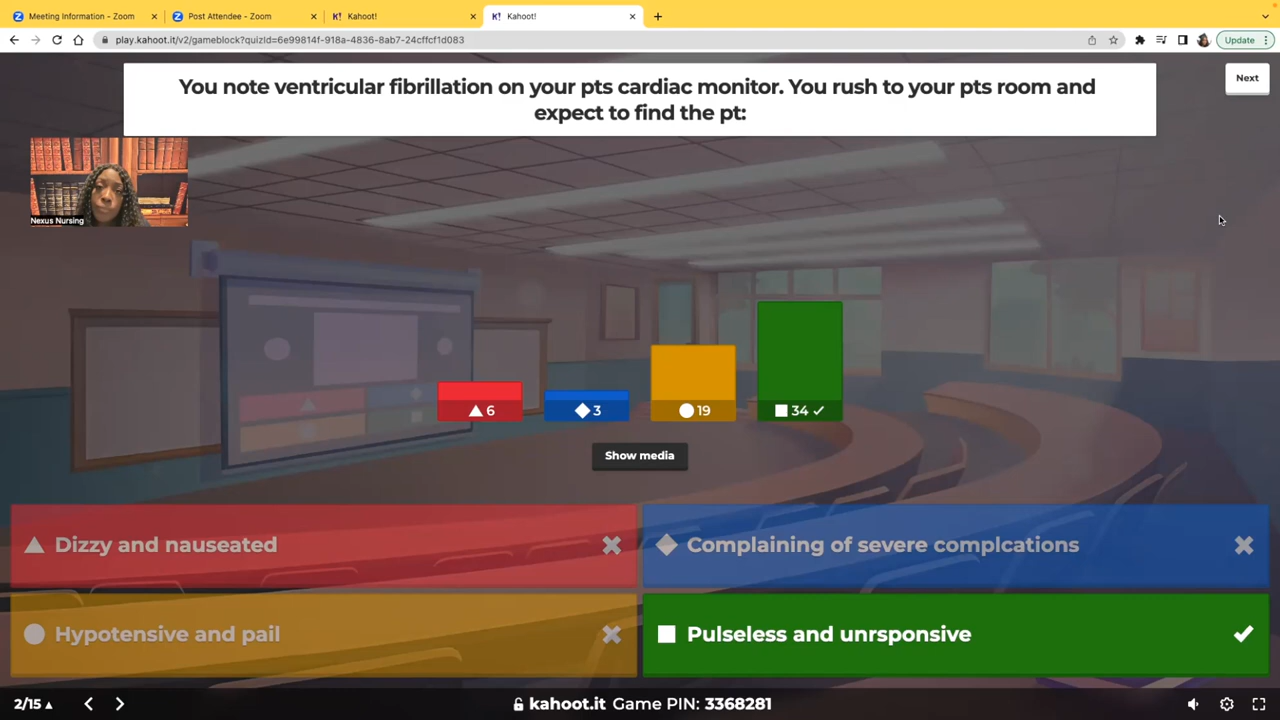 Meeting Information - Zoom
Post Attendee - Zoom
K! Kahoot!
K! Kahoot!
play.kahoot.it/v2/gameblock?quizId=6e99814f-918a-4836-8ab7-24cffcf1d083
Update
You note ventricular fibrillation on your pts cardiac monitor. You rush to your pts room and
expect to find the pt:
Next
Nexus Nursing
6
3
19
34
Show media
Dizzy and nauseated
Complaining of severe complcations
Hypotensive and pail
Pulseless and unrsponsive
2/15
kahoot.it Game PIN: 3368281